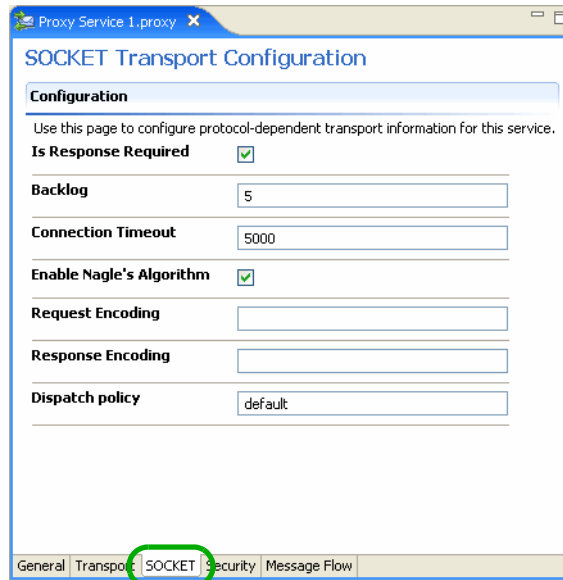 Proxy Service 1.proxy
SOCKET Transport Configuration
Configuration
Use this page to configure protocol-dependent transport information for this service.
Is Response Required
Backlog 5
Connection Timeout 5000
Enable Nagle's Algorithm
Request Encoding
Response Encoding
Dispatch policy default
General Transport SOCKET Security Message Flow